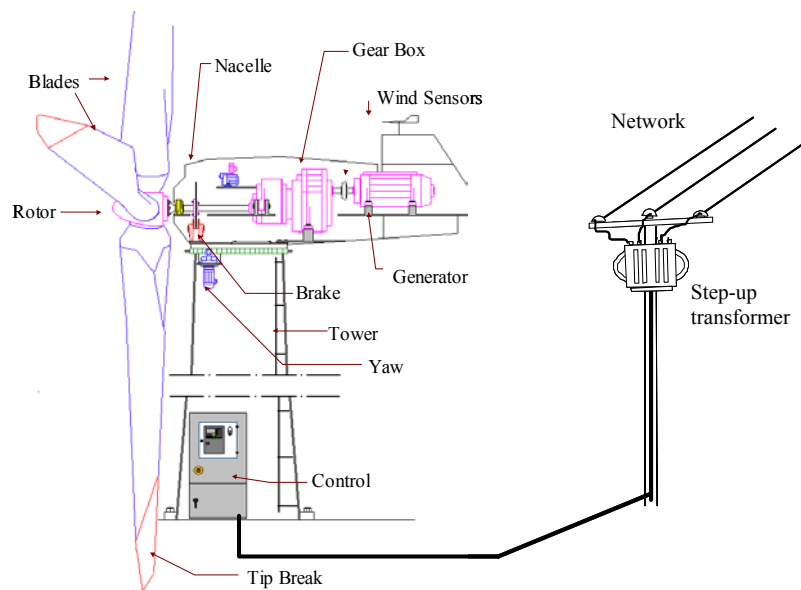 Gear Box
Nacelle
Blades
Wind Sensors
Network
Rotor
Generator
Brake
Step-up
transformer
Tower
Yaw
Control
Tip Break